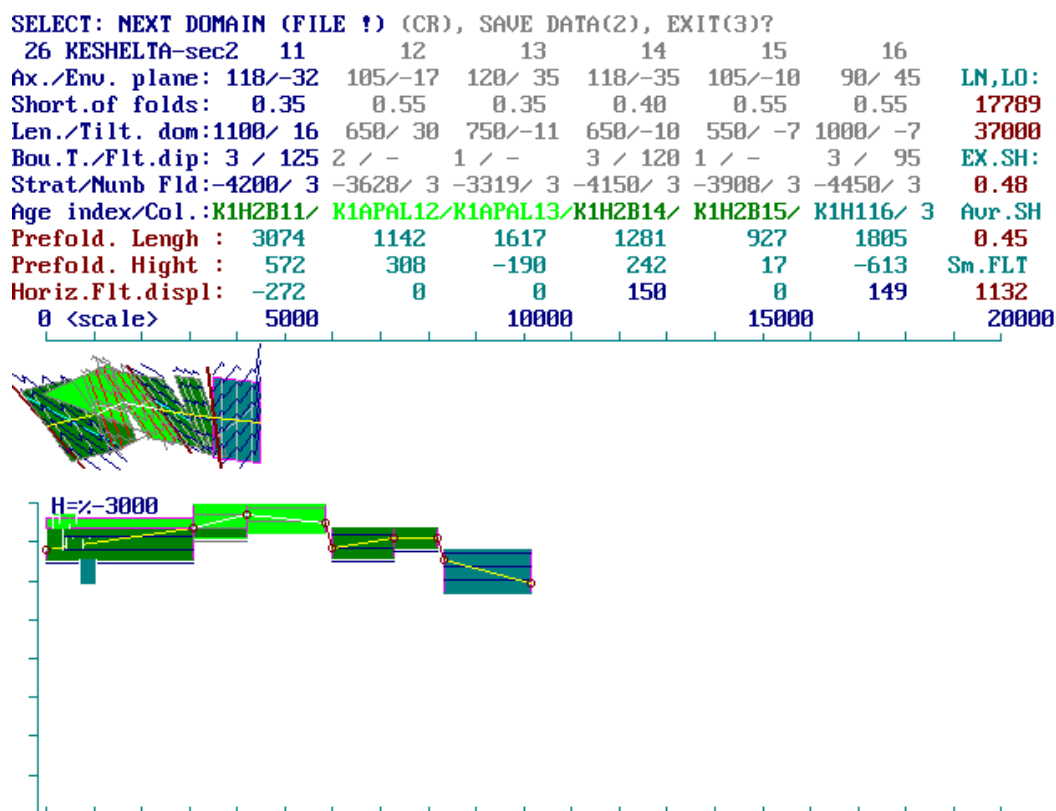 SELECT: NEXT DOMAIN (FILE !) (CR), SAVE DATA(2), EXIT(3)?
26 KESHELTA-sec2 11 12 13 14 15 16
Ax./Env. plane: 118/-32 105/-17 120/ 35 118/-35 105/-10 90/ 45 LN,LO:
Short.of folds: 0.35 0.55 0.35 0.40 0.55 0.55 17789
Len./Tilt. dom:1100/ 16 650/ 30 750/-11 650/-10 550/ -7 1000/ -7 37000
Bou.T./Flt.dip: 3 / 125 2 / - 1 / - 3 / 120 1 / - 3 / 95 EX.SH:
Strat/Nunb Fld:-4200/ 3 -3628/ 3 -3319/ 3 -4150/ 3 -3908/ 3 -4450/ 3 0.48
Age index/Col.:K1H2B11/ K1APAL12/K1APAL13/K1H2B14/ K1H2B15/ K1H116/ 3 Avr.SH
Prefold. Lengh : 3074 1142 1617 1281 927 1805 0.45
Prefold. Hight : 572 308 -190 242 17 -613 Sm.FLT
Horiz.Flt.displ: -272 0 0 150 0 149 1132
0 <scale> 5000 10000 15000 20000
H=%-3000